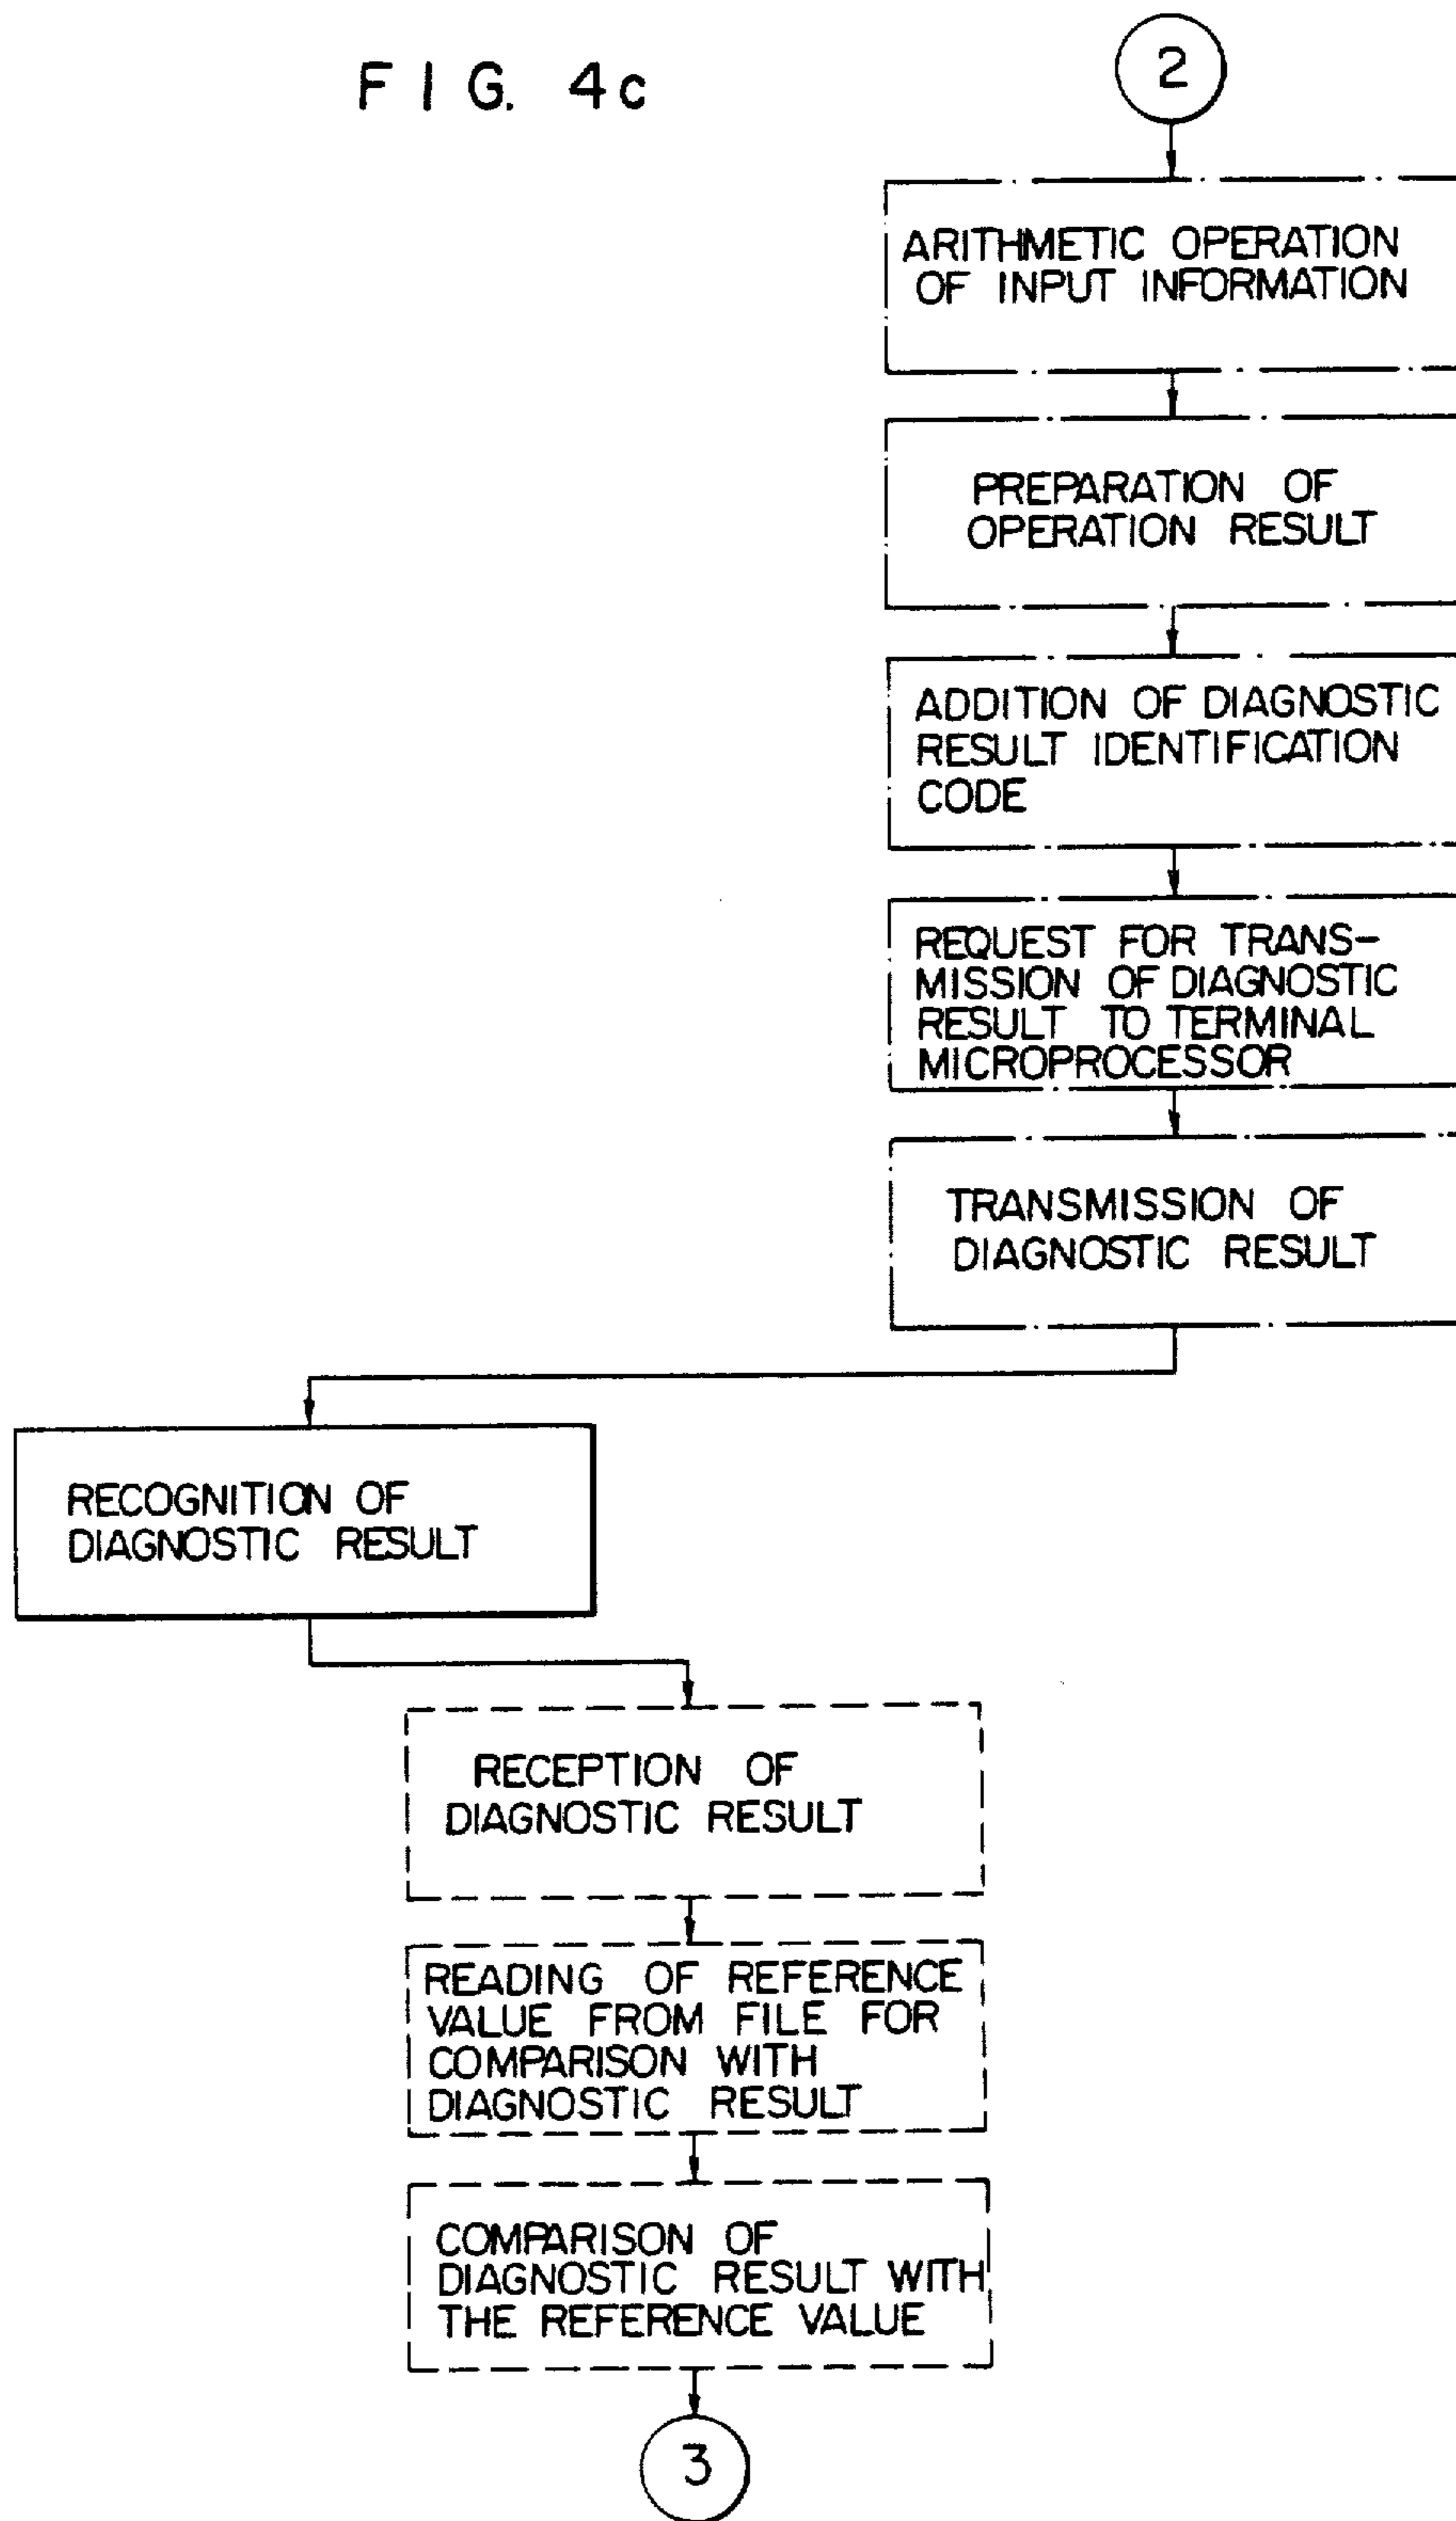 FIG. 4c
2
ARITHMETIC OPERATION
OF INPUT INFORMATION
PREPARATION OF
OPERATION RESULT
ADDITION OF DIAGNOSTIC
RESULT IDENTIFICATION
CODE
REQUEST FOR TRANS-
MISSION OF DIAGNOSTIC
RESULT TO TERMINAL
MICROPROCESSOR
TRANSMISSION OF
DIAGNOSTIC RESULT
RECOGNITION OF
DIAGNOSTIC RESULT
RECEPTION OF
DIAGNOSTIC RESULT
READING OF REFERENCE
VALUE FROM FILE FOR
COMPARISON WITH
DIAGNOSTIC RESULT
COMPARISON OF
DIAGNOSTIC RESULT WITH
THE REFERENCE VALUE
3